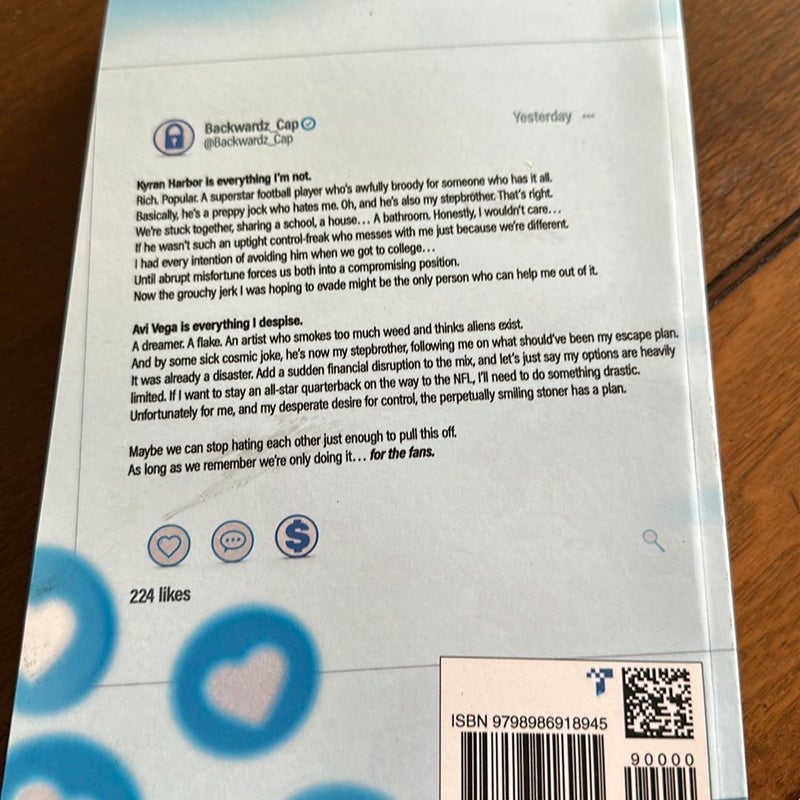 Backwardz_Cap
@Backwardz_Cap
Yesterday ...
Kyran Harbor is everything I'm not.
Rich. Popular. A superstar football player who's awfully broody for someone who has it all.
Basically, he's a preppy jock who hates me. Oh, and he's also my stepbrother. That's right.
We're stuck together, sharing a school, a house... A bathroom. Honestly, I wouldn't care...
If he wasn't such an uptight control-freak who messes with me just because we're different.
I had every intention of avoiding him when we got to college...
Until abrupt misfortune forces us both into a compromising position.
Now the grouchy jerk I was hoping to evade might be the only person who can help me out of it.
Avi Vega is everything I despise.
A dreamer. A flake. An artist who smokes too much weed and thinks aliens exist.
And by some sick cosmic joke, he's now my stepbrother, following me on what should've been my escape plan.
It was already a disaster. Add a sudden financial disruption to the mix, and let's just say my options are heavily
limited. If I want to stay an all-star quarterback on the way to the NFL, I'll need to do something drastic.
Unfortunately for me, and my desperate desire for control, the perpetually smiling stoner has a plan.
Maybe we can stop hating each other just enough to pull this off.
As long as we remember we're only doing it... for the fans.
$
224 likes
ISBN 9798986918945
90000